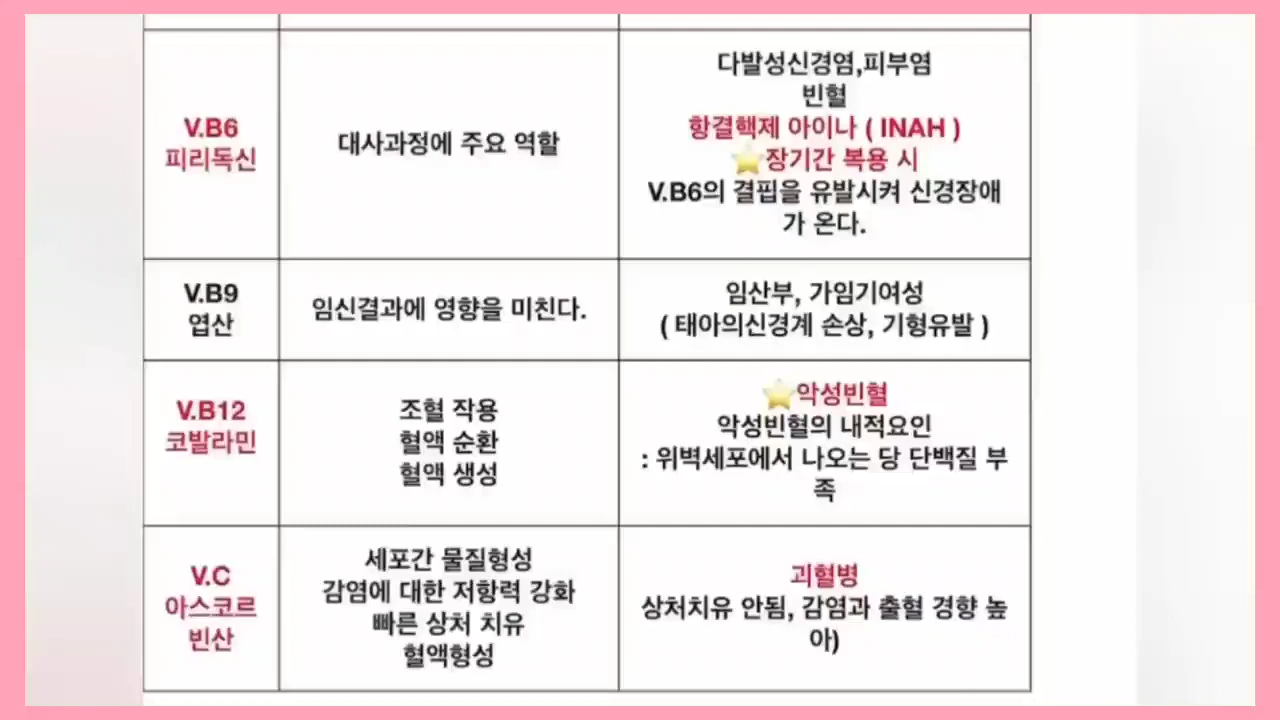 V.B6
피리독신
대사과정에 주요 역할
다발성신경염,피부염
빈혈
항결핵제 아이나 ( INAH )
⭐장기간 복용 시
V.B6의 결핍을 유발시켜 신경장애
가 온다.
V.B9
엽산
임신결과에 영향을 미친다.
임산부, 가임기여성
( 태아의신경계 손상, 기형유발 )
V.B12
코발라민
조혈 작용
혈액 순환
혈액 생성
⭐악성빈혈
악성빈혈의 내적요인
: 위벽세포에서 나오는 당 단백질 부
족
V.C
아스코르
빈산
세포간 물질형성
감염에 대한 저항력 강화
빠른 상처 치유
혈액형성
괴혈병
상처치유 안됨, 감염과 출혈 경향 높
아)